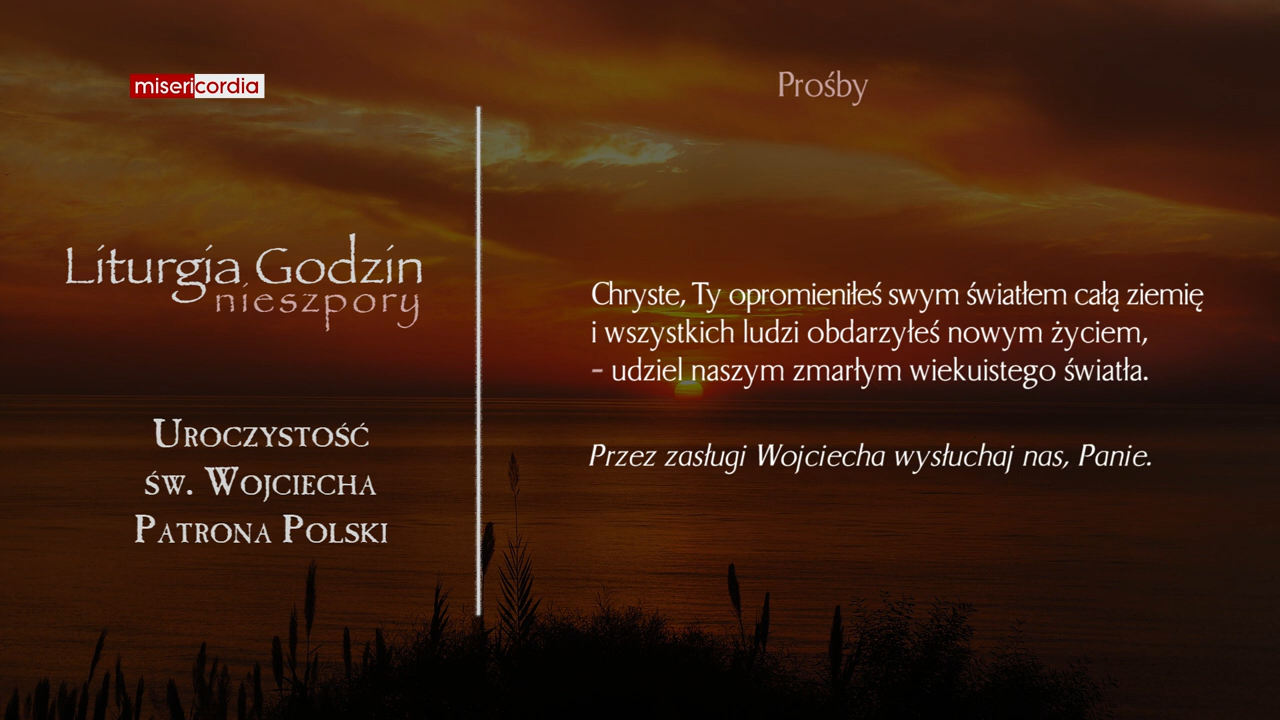 misericordia
Liturgia Godzin
nieszpory
Uroczystość
św. Wojciecha
Patrona Polski
Prośby
Chryste, Ty opromieniłeś swym światłem całą ziemię
i wszystkich ludzi obdarzyłeś nowym życiem,
- udziel naszym zmarłym wiekuistego światła.
Przez zasługi Wojciecha wysłuchaj nas, Panie.